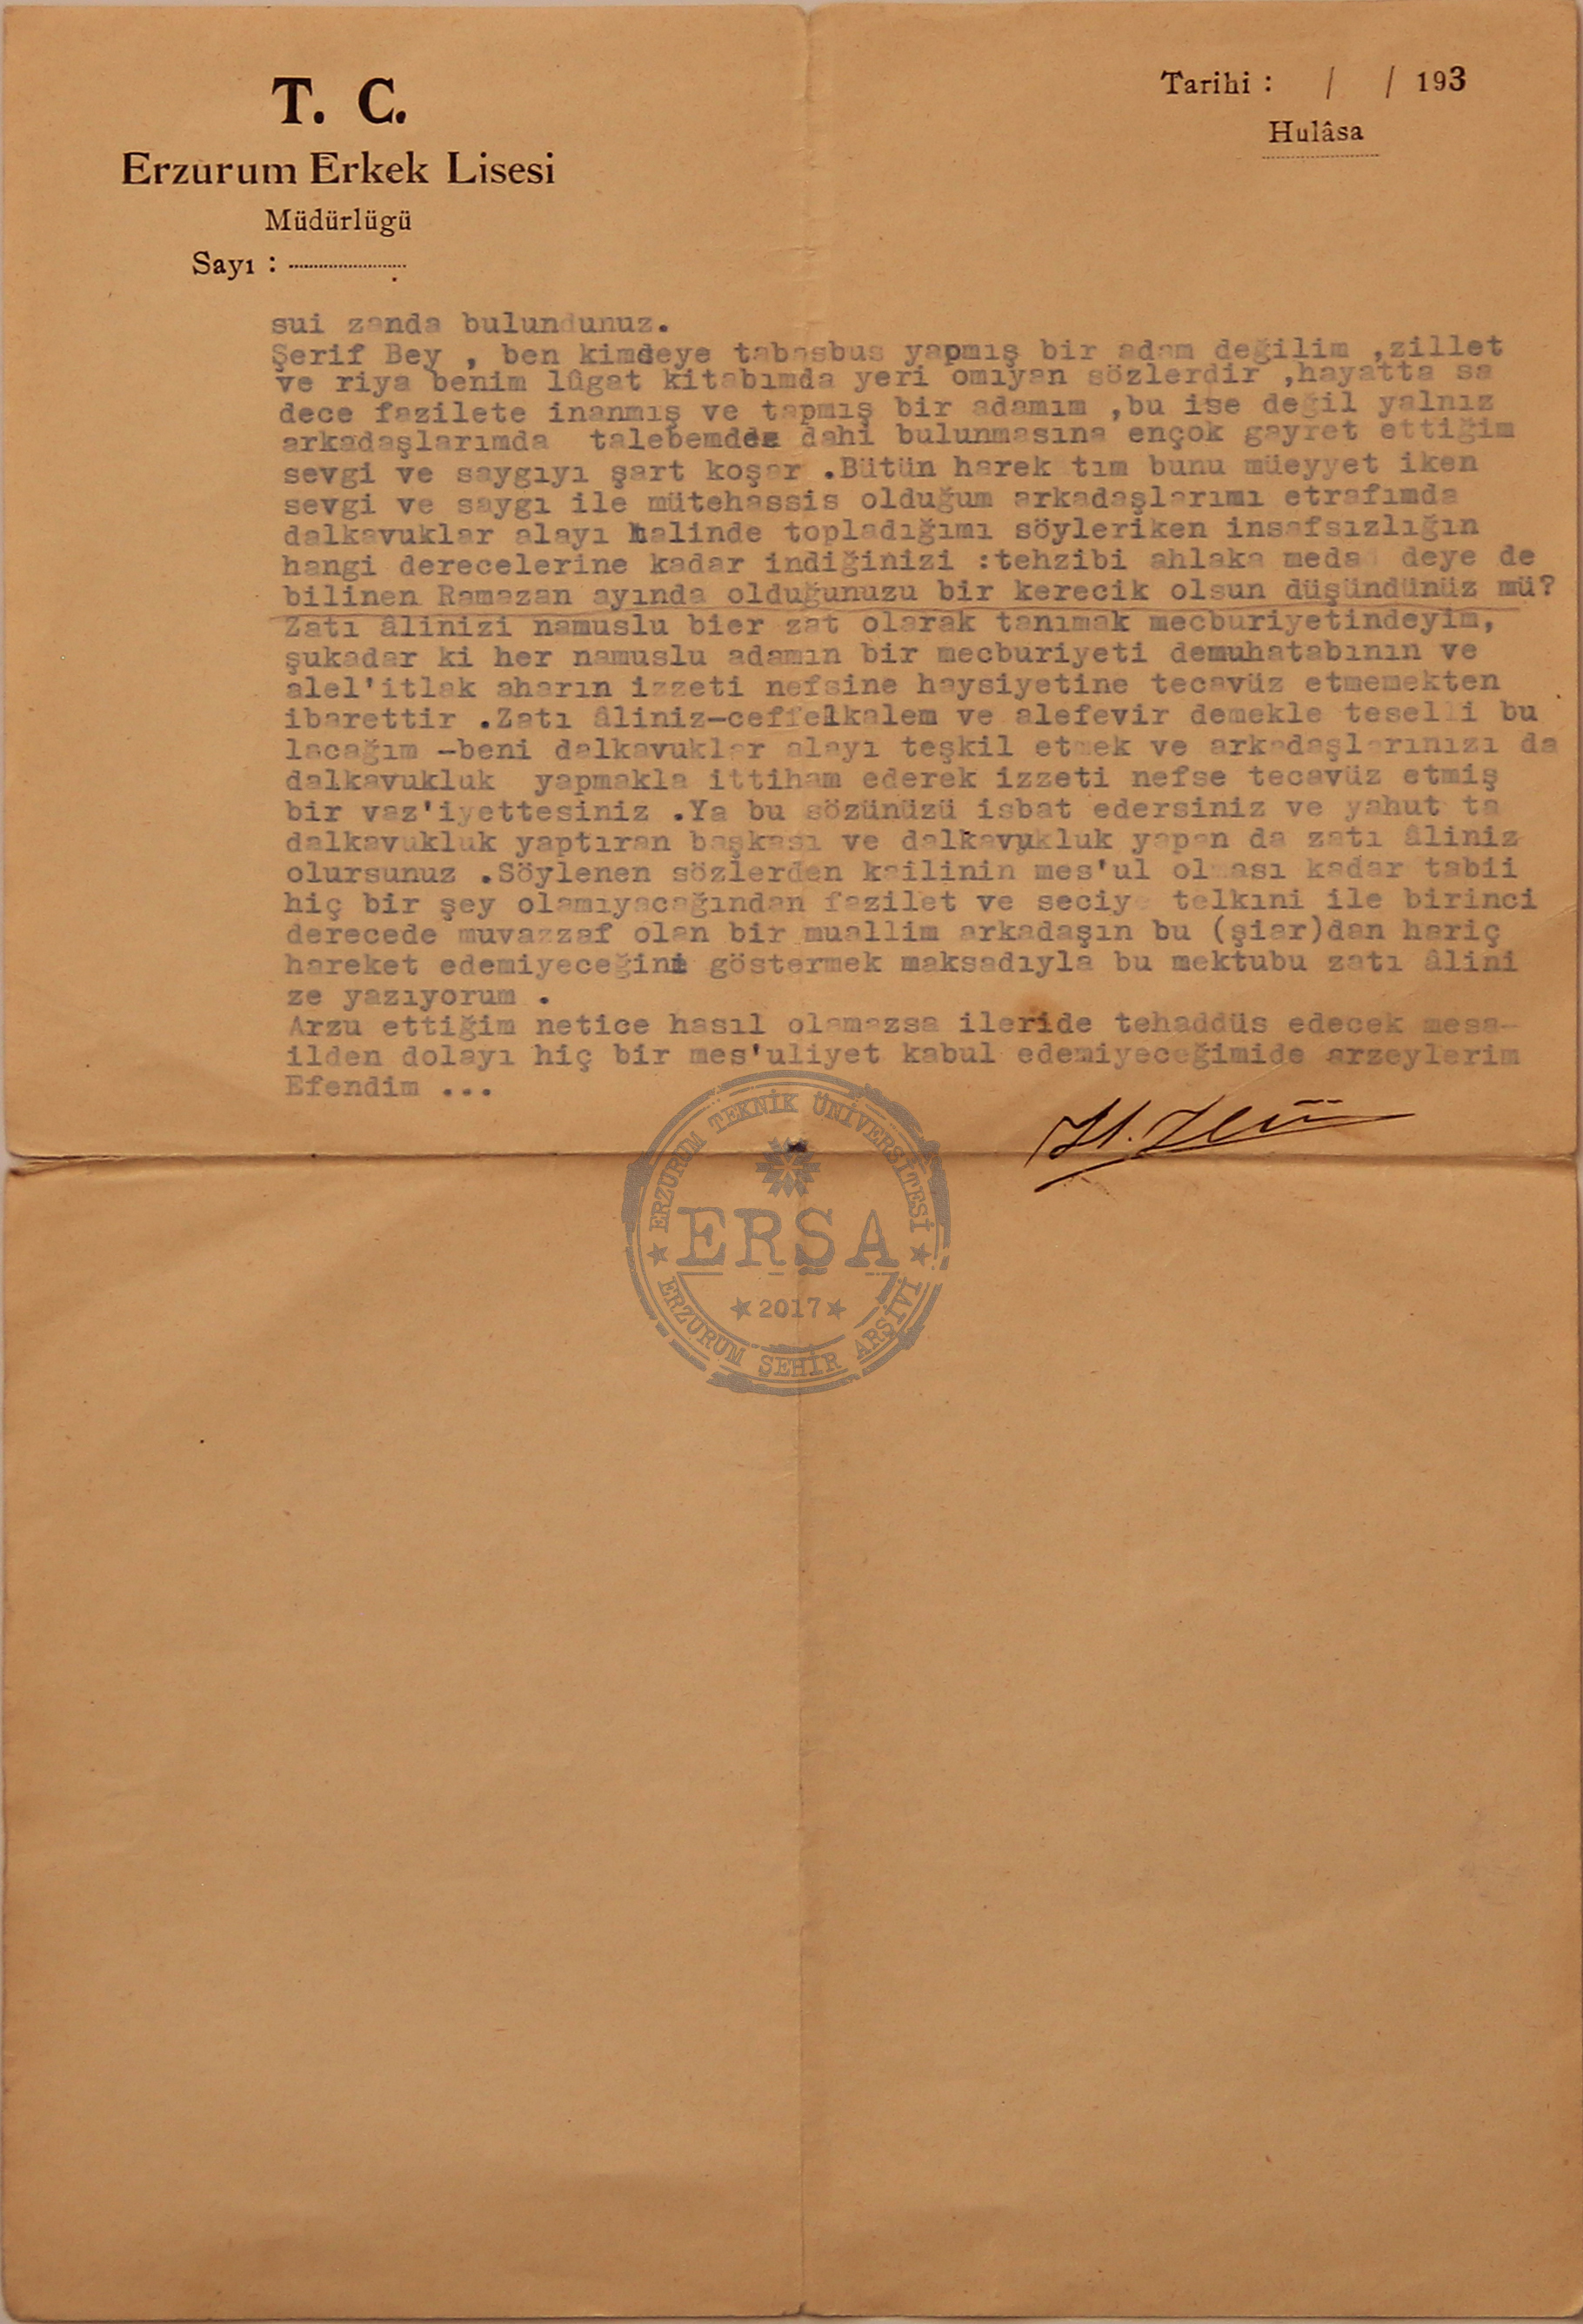 T. C.
Erzurum Erkek Lisesi
Müdürlügü
Sayı :
Tarihi : / / 193
Hulâsa
sui zanda bulundunuz.
Şerif Bey , ben kimdeye tabasbus yapmış bir adam değilim ,zillet
ve riya benim lûgat kitabımda yeri omıyan sözlerdir ,hayatta sa
dece fazilete inanmış ve tapmış bir adamım ,bu ise değil yalnız
arkadaşlarımda talebemdde dahi bulunmasına ençok gayret ettiğim
sevgi ve saygıyı şart koşar .Bütün harek tım bunu müeyyet iken
sevgi ve saygı ile mütehassis olduğum arkadaşlarımı etrafımda
dalkavuklar alayı halinde topladığımı söyleriken insafsızlığın
hangi derecelerine kadar indiğinizi :tehzibi ahlaka meda deye de
bilinen Ramazan ayında olduğunuzu bir kerecik olsun düşündünüz mü?
Zatı âlinizi namuslu bier zat olarak tanımak mecburiyetindeyim,
şukadar ki her namuslu adamın bir mecburiyeti demuhatabının ve
alel'itlak aharın izzeti nefsine haysiyetine tecavüz etmemekten
ibarettir .Zatı âliniz-ceffelkalem ve alefevir demekle teselli bu
lacağım -beni dalkavuklar alayı teşkil etmek ve arkadaşlarınızı da
dalkavukluk yapmakla ittiham ederek izzeti nefse tecavüz etmiş
bir vaz'iyettesiniz .Ya bu sözünüzü isbat edersiniz ve yahut ta
dalkavukluk yaptıran başkası ve dalkavukluk yapan da zatı âliniz
olursunuz .Söylenen sözlerden kailinin mes'ul olması kadar tabii
hiç bir şey olamıyacağından fazilet ve seciye telkıni ile birinci
derecede muvazzaf olan bir muallim arkadaşın bu (şiar)dan hariç
hareket edemiyeceğini göstermek maksadıyla bu mektubu zatı âlini
ze yazıyorum .
Arzu ettiğim netice hasıl olamazsa ileride tehaddüs edecek mesa-
ilden dolayı hiç bir mes'uliyet kabul edemiyeceğimide arzeylerim
Efendim ...
ERZURUM TEKNİK ÜNİVERSİTESİ
ERŞA
2017
ERZURUM ŞEHİR ARŞİVİ